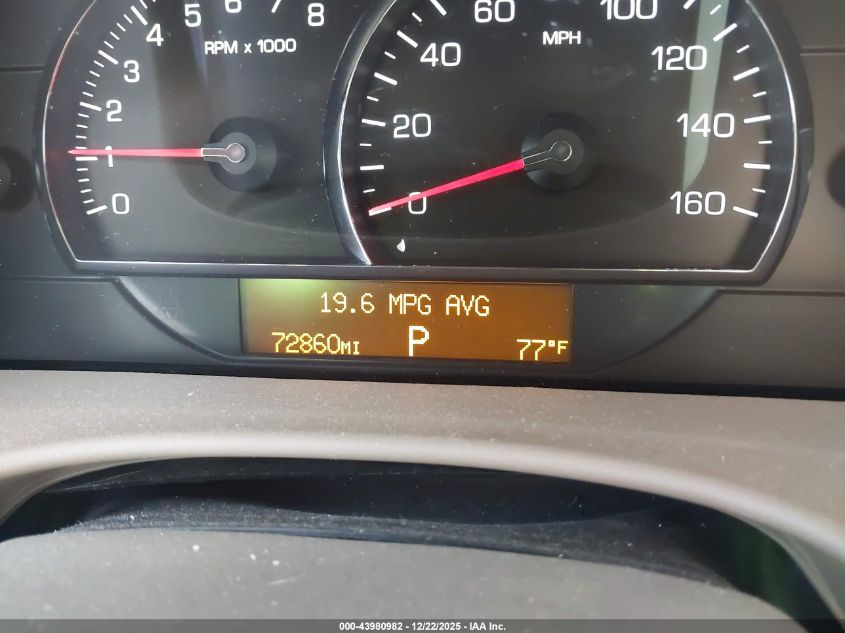 0 1 2 3 4 5 6 7 8
RPM x 1000
0 20 40 60 100 120 140 160
MPH
19.6 MPG AVG
72860MI P 77°F
000-43980982 • 12/22/2025 • IAA Inc.